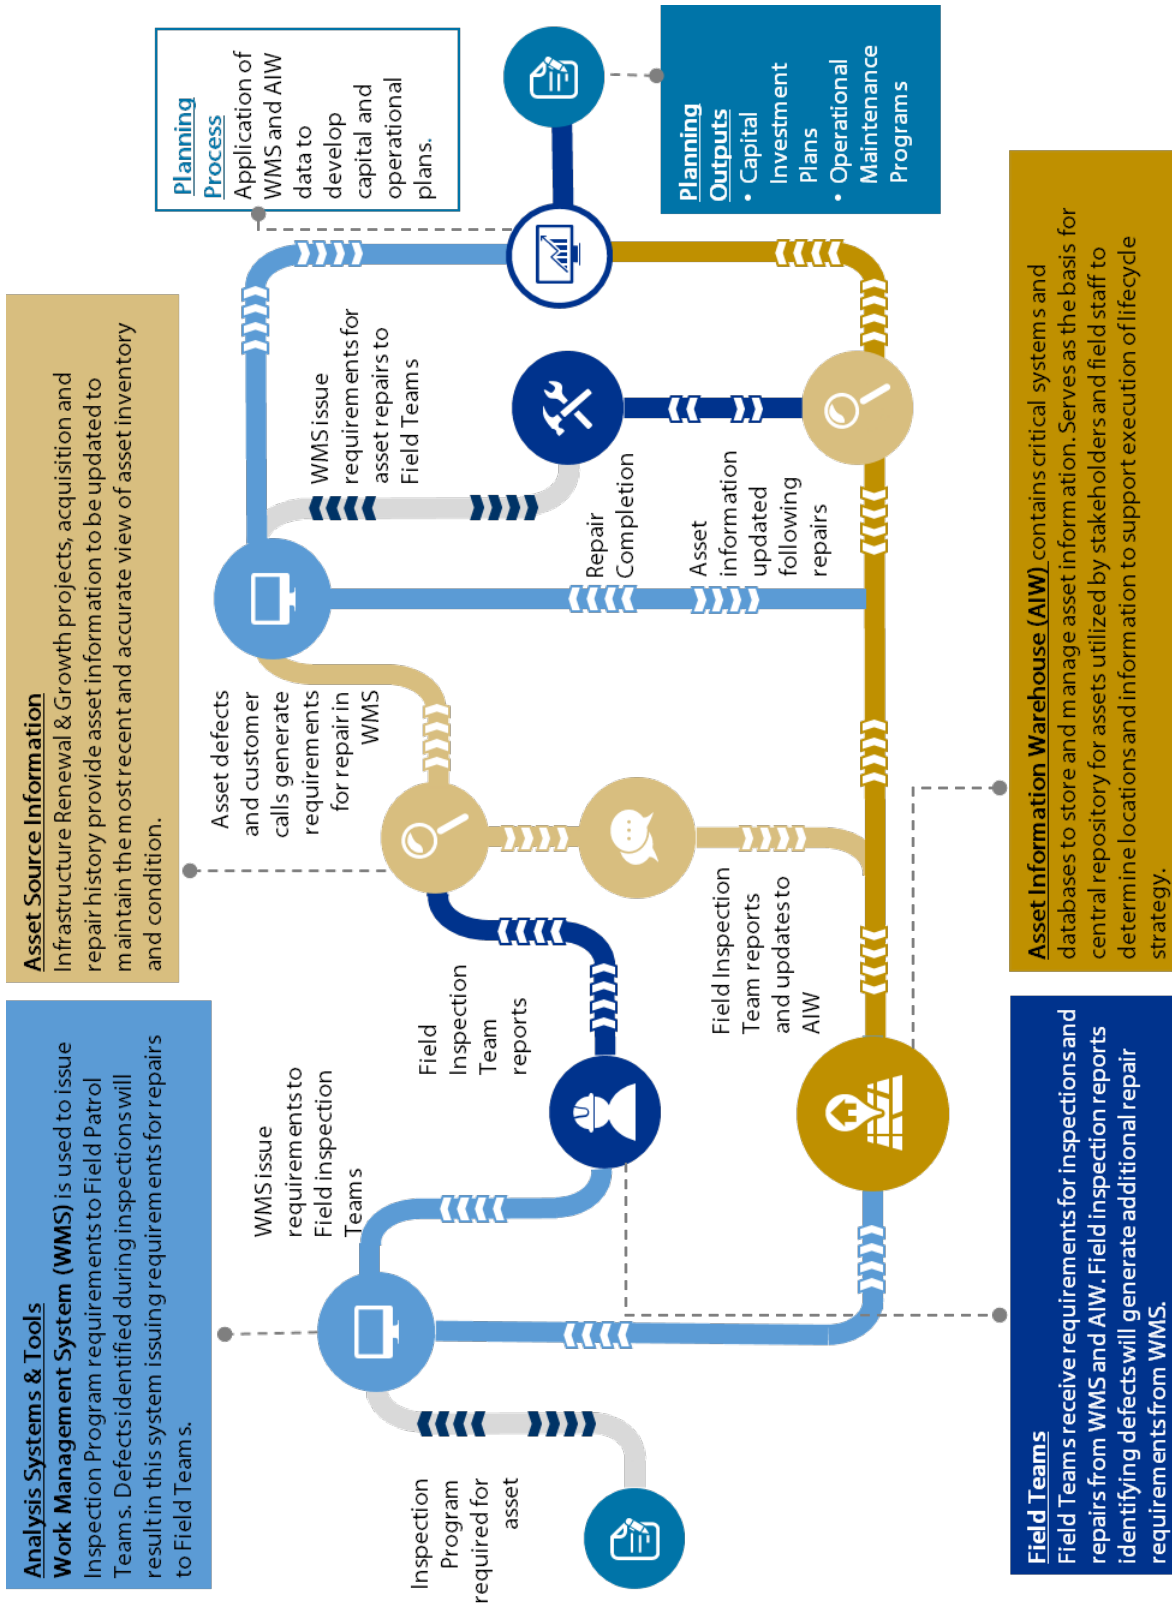 Analysis Systems & Tools
Work Management System (WMS) is used to issue
Inspection Program requirements to Field Patrol
Teams. Defects identified during inspections will
result in this system issuing requirements for repairs
to Field Teams.
Asset Source Information
Infrastructure Renewal & Growth projects, acquisition and
repair history provide asset information to be updated to
maintain the most recent and accurate view of asset inventory
and condition.
Planning
Process
Application of
WMS and AIW
data to
develop
capital and
operational
plans.
Inspection
Program
required for
asset
WMS issue
requirements to
Field inspection
Teams
Field
Inspection
Team
reports
Asset defects
and customer
calls generate
requirements
for repair in
WMS
WMS issue
requirements for
asset repairs to
Field Teams
Repair
Completion
Asset
information
updated
following
repairs
Field Inspection
Team reports
and updates to
AIW
Planning
Outputs
• Capital
Investment
Plans
• Operational
Maintenance
Programs
Field Teams
Field Teams receive requirements for inspections and
repairs from WMS and AIW. Field inspection reports
identifying defects will generate additional repair
requirements from WMS.
Asset Information Warehouse (AIW) contains critical systems and
databases to store and manage asset information. Serves as the basis for
central repository for assets utilized by stakeholders and field staff to
determine locations and information to support execution of lifecycle
strategy.